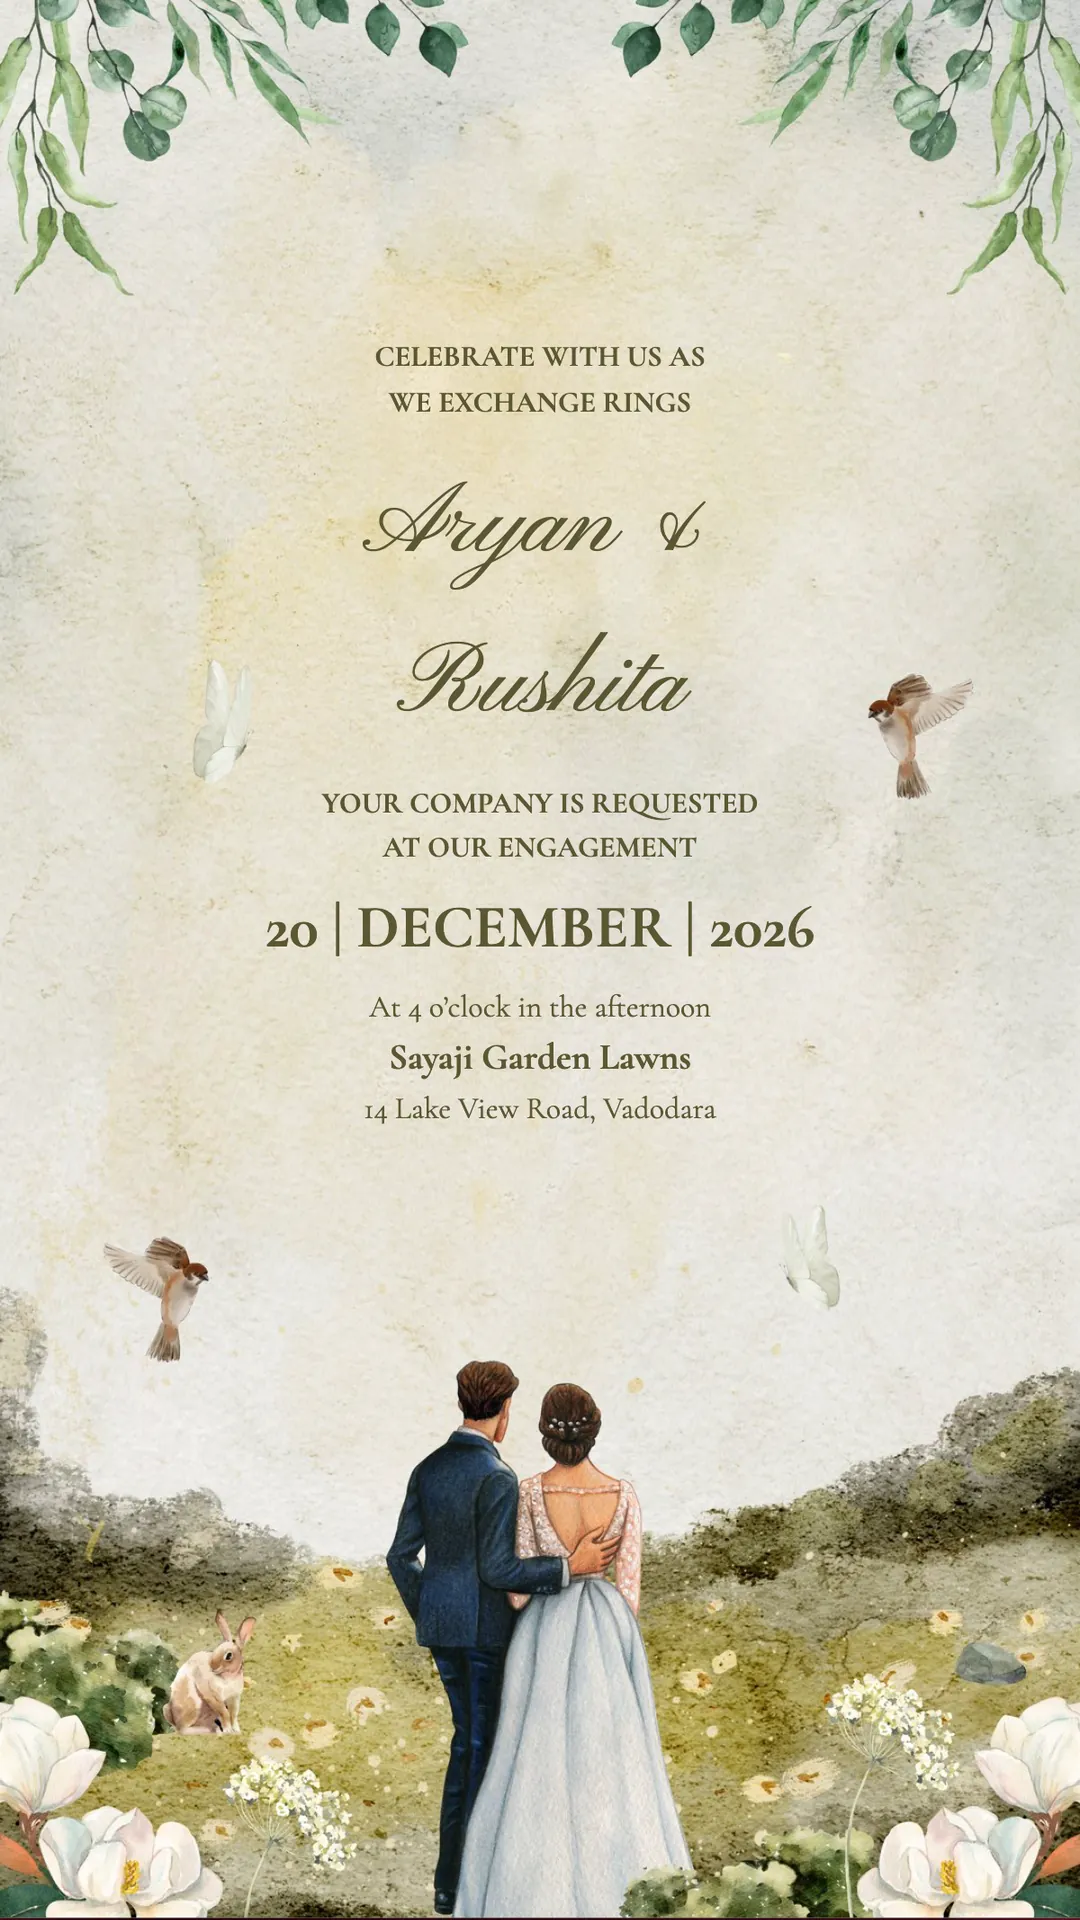 CELEBRATE WITH US AS
WE EXCHANGE RINGS
Aryan &
Rushita
YOUR COMPANY IS REQUESTED
AT OUR ENGAGEMENT
20 | DECEMBER | 2026
At 4 o’clock in the afternoon
Sayaji Garden Lawns
14 Lake View Road, Vadodara